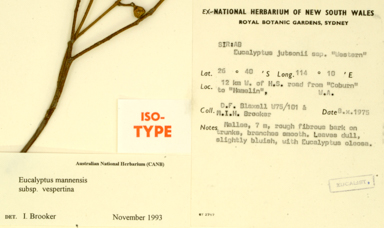 EX-NATIONAL HERBARIUM OF NEW SOUTH WALES
ROYAL BOTANIC GARDENS, SYDNEY
Eucalyptus jutsonii ssp. "Western"
Lat. 26 ° 40 'S Long. 114 ° 10 'E
Loc. 12 km W. of H.S. road from "Coburn"
to "Hamelin", W.A.
Coll. D.F. Blaxell W75/101 &
M.I.H. Brooker Date 1975
Notes Mallee, 7 m, rough fibrous bark on
trunks, branches smooth. Leaves dull,
slightly bluish, with Eucalyptus oleosa.
ISO-
TYPE
Australian National Herbarium (CANB)
Eucalyptus mannensis
subsp. vespertina
DET. I. Brooker November 1993